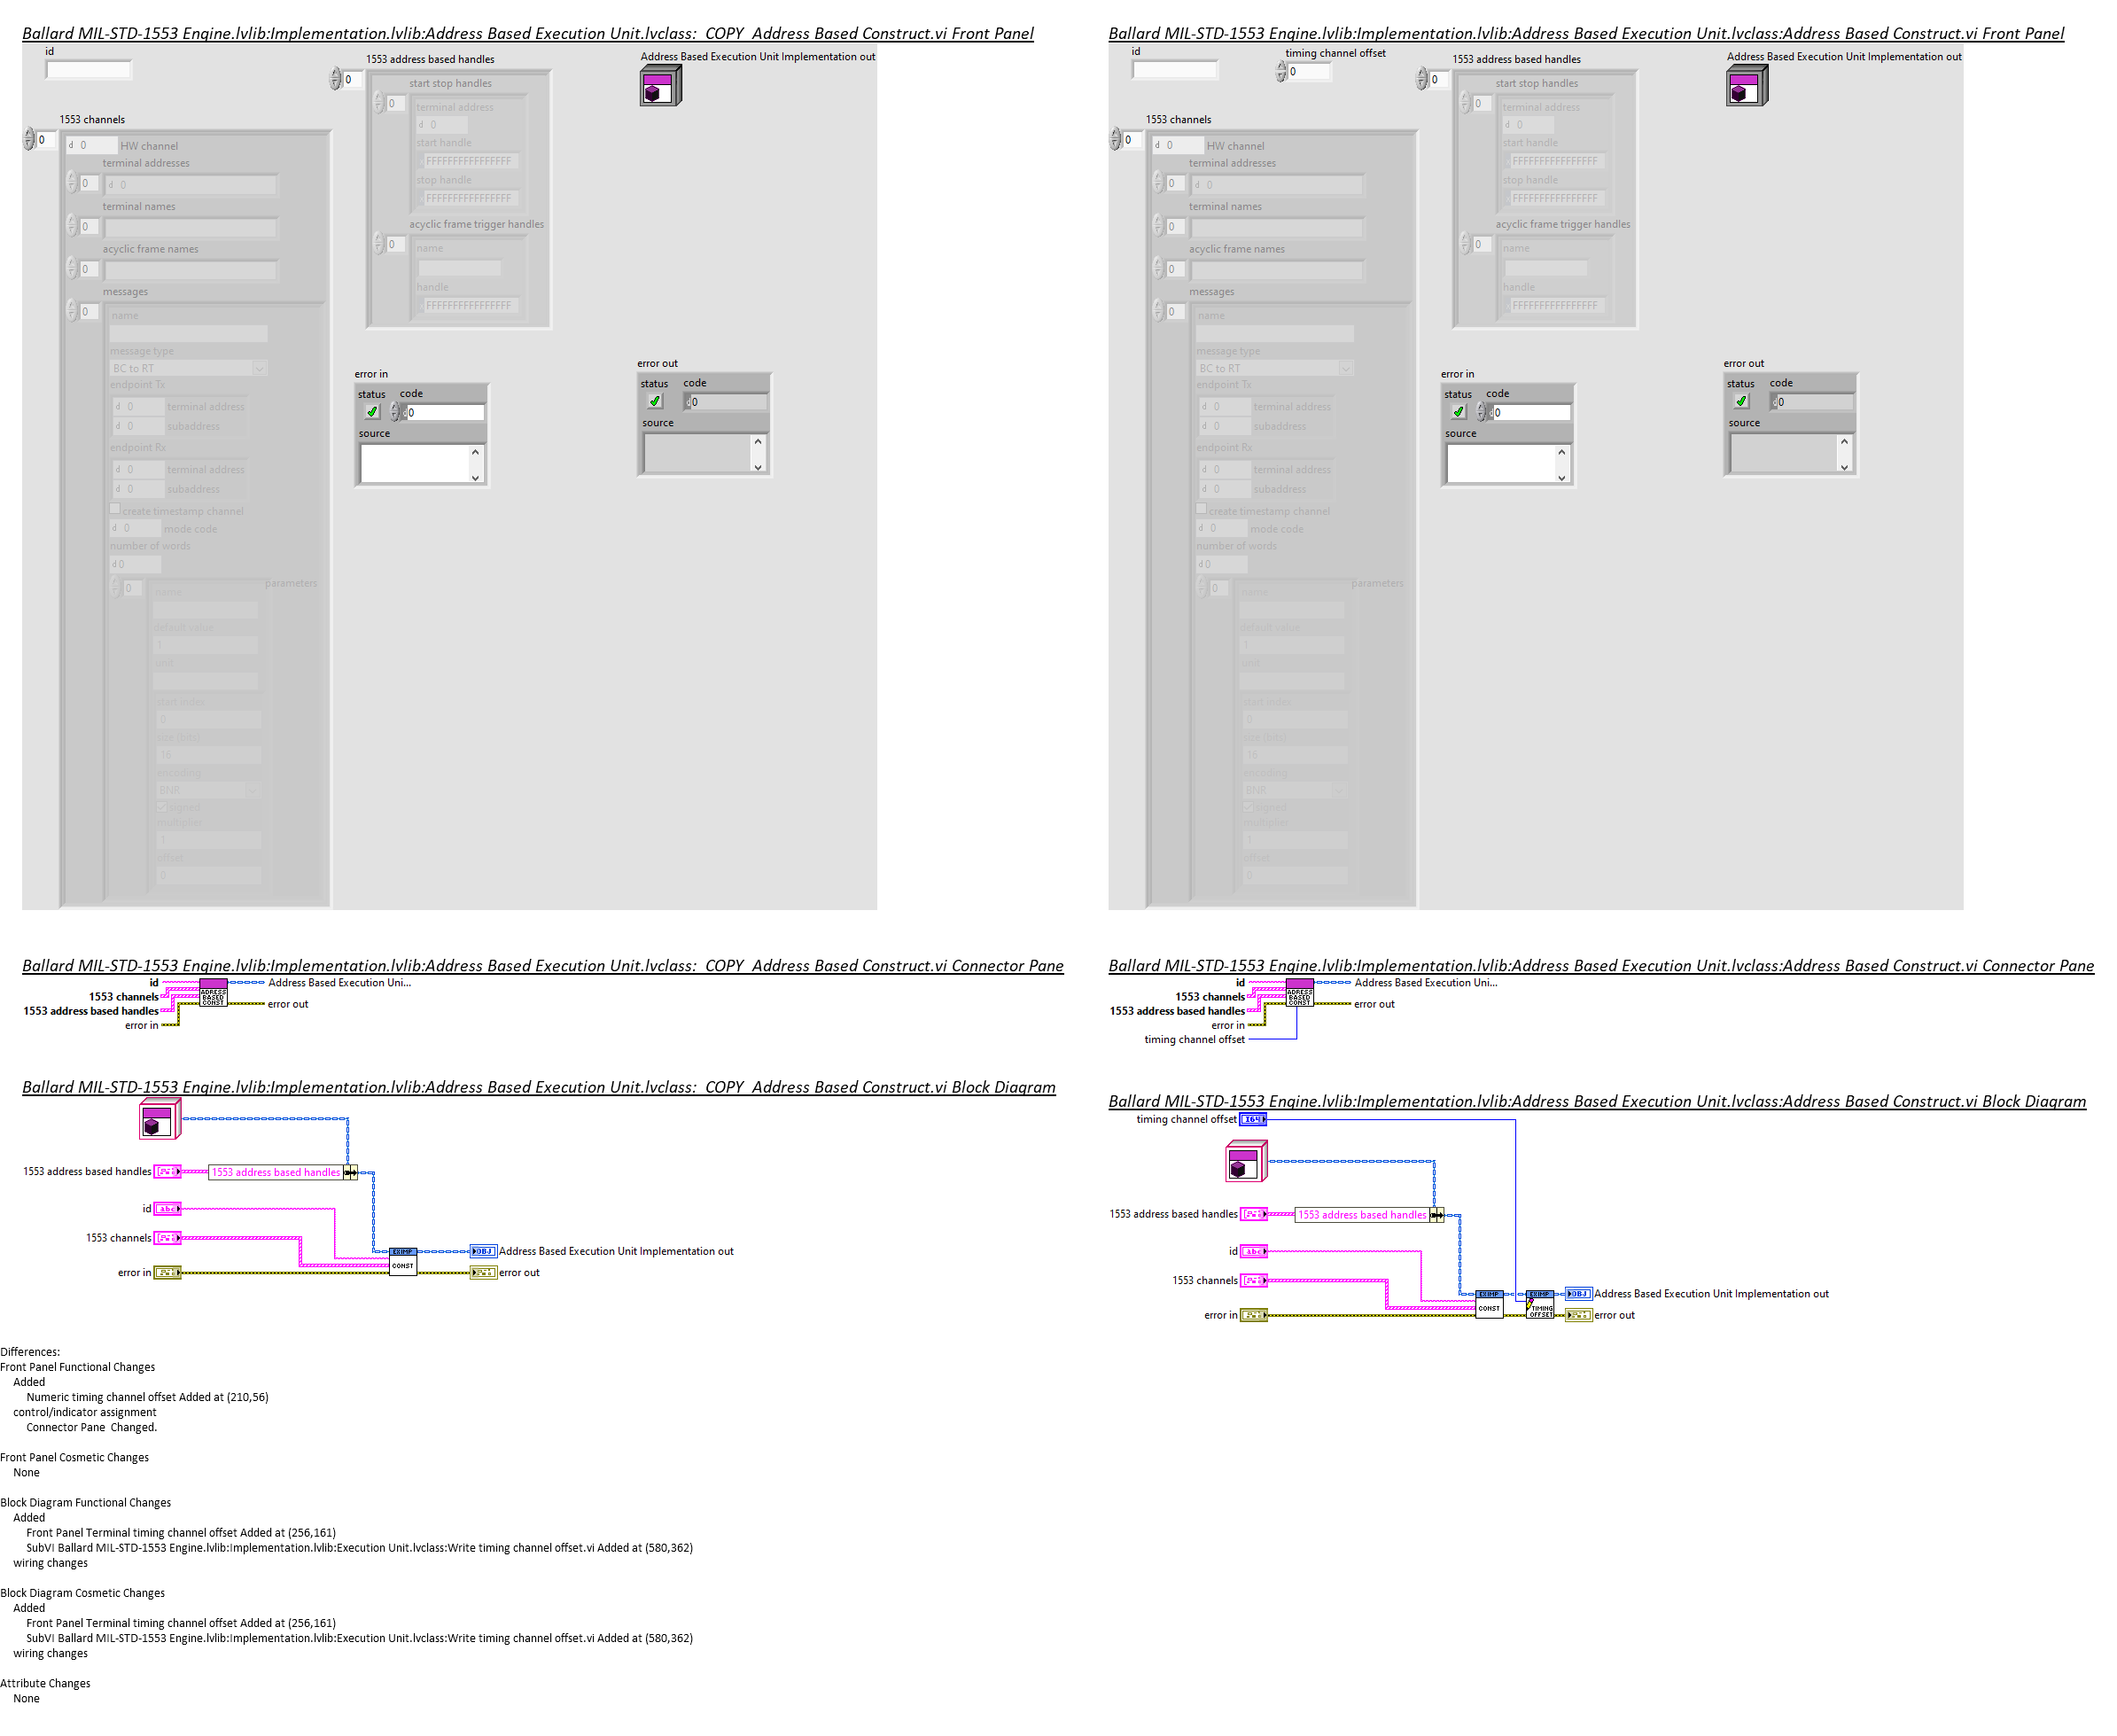 Ballard MIL-STD-1553 Engine.lvlib:Implementation.lvlib:Address Based Execution Unit.lvclass:_COPY_Address Based Construct.vi Front Panel
id
1553 address based handles
Address Based Execution Unit Implementation out
0
start stop handles
0
terminal address
d 0
start handle
FFFFFFFFFFFFFFFF
stop handle
FFFFFFFFFFFFFFFF
acyclic frame trigger handles
0
name
handle
FFFFFFFFFFFFFFFF
1553 channels
0
d 0 HW channel
terminal addresses
0 d 0
terminal names
0
acyclic frame names
0
messages
0
name
message type
BC to RT
endpoint Tx
d 0 terminal address
d 0 subaddress
endpoint Rx
d 0 terminal address
d 0 subaddress
create timestamp channel
d 0 mode code
number of words
d 0
0 parameters
name
default value
1
unit
start index
0
size (bits)
16
encoding
BNR
signed
multiplier
1
offset
0
error in
status code
d 0
source
error out
status code
d 0
source
Ballard MIL-STD-1553 Engine.lvlib:Implementation.lvlib:Address Based Execution Unit.lvclass:Address Based Construct.vi Front Panel
id
timing channel offset
0
1553 address based handles
Address Based Execution Unit Implementation out
0
start stop handles
0
terminal address
d 0
start handle
FFFFFFFFFFFFFFFF
stop handle
FFFFFFFFFFFFFFFF
acyclic frame trigger handles
0
name
handle
FFFFFFFFFFFFFFFF
1553 channels
0
d 0 HW channel
terminal addresses
0 d 0
terminal names
0
acyclic frame names
0
messages
0
name
message type
BC to RT
endpoint Tx
d 0 terminal address
d 0 subaddress
endpoint Rx
d 0 terminal address
d 0 subaddress
create timestamp channel
d 0 mode code
number of words
d 0
0 parameters
name
default value
1
unit
start index
0
size (bits)
16
encoding
BNR
signed
multiplier
1
offset
0
error in
status code
d 0
source
error out
status code
d 0
source
Ballard MIL-STD-1553 Engine.lvlib:Implementation.lvlib:Address Based Execution Unit.lvclass:_COPY_Address Based Construct.vi Connector Pane
id
1553 channels
1553 address based handles
error in
ADRESS
BASED
CONST
Address Based Execution Uni...
error out
Ballard MIL-STD-1553 Engine.lvlib:Implementation.lvlib:Address Based Execution Unit.lvclass:Address Based Construct.vi Connector Pane
id
1553 channels
1553 address based handles
error in
timing channel offset
ADRESS
BASED
CONST
Address Based Execution Uni...
error out
Ballard MIL-STD-1553 Engine.lvlib:Implementation.lvlib:Address Based Execution Unit.lvclass:_COPY_Address Based Construct.vi Block Diagram
1553 address based handles
1553 address based handles
id
abc
1553 channels
EXIMP
CONST
OBJ
Address Based Execution Unit Implementation out
error in
error out
Ballard MIL-STD-1553 Engine.lvlib:Implementation.lvlib:Address Based Execution Unit.lvclass:Address Based Construct.vi Block Diagram
timing channel offset
I64
1553 address based handles
1553 address based handles
id
abc
1553 channels
EXIMP
CONST
EXIMP
TIMING
OFFSET
OBJ
Address Based Execution Unit Implementation out
error in
error out
Differences:
Front Panel Functional Changes
Added
Numeric timing channel offset Added at (210,56)
control/indicator assignment
Connector Pane  Changed.
Front Panel Cosmetic Changes
None
Block Diagram Functional Changes
Added
Front Panel Terminal timing channel offset Added at (256,161)
SubVI Ballard MIL-STD-1553 Engine.lvlib:Implementation.lvlib:Execution Unit.lvclass:Write timing channel offset.vi Added at (580,362)
wiring changes
Block Diagram Cosmetic Changes
Added
Front Panel Terminal timing channel offset Added at (256,161)
SubVI Ballard MIL-STD-1553 Engine.lvlib:Implementation.lvlib:Execution Unit.lvclass:Write timing channel offset.vi Added at (580,362)
wiring changes
Attribute Changes
None